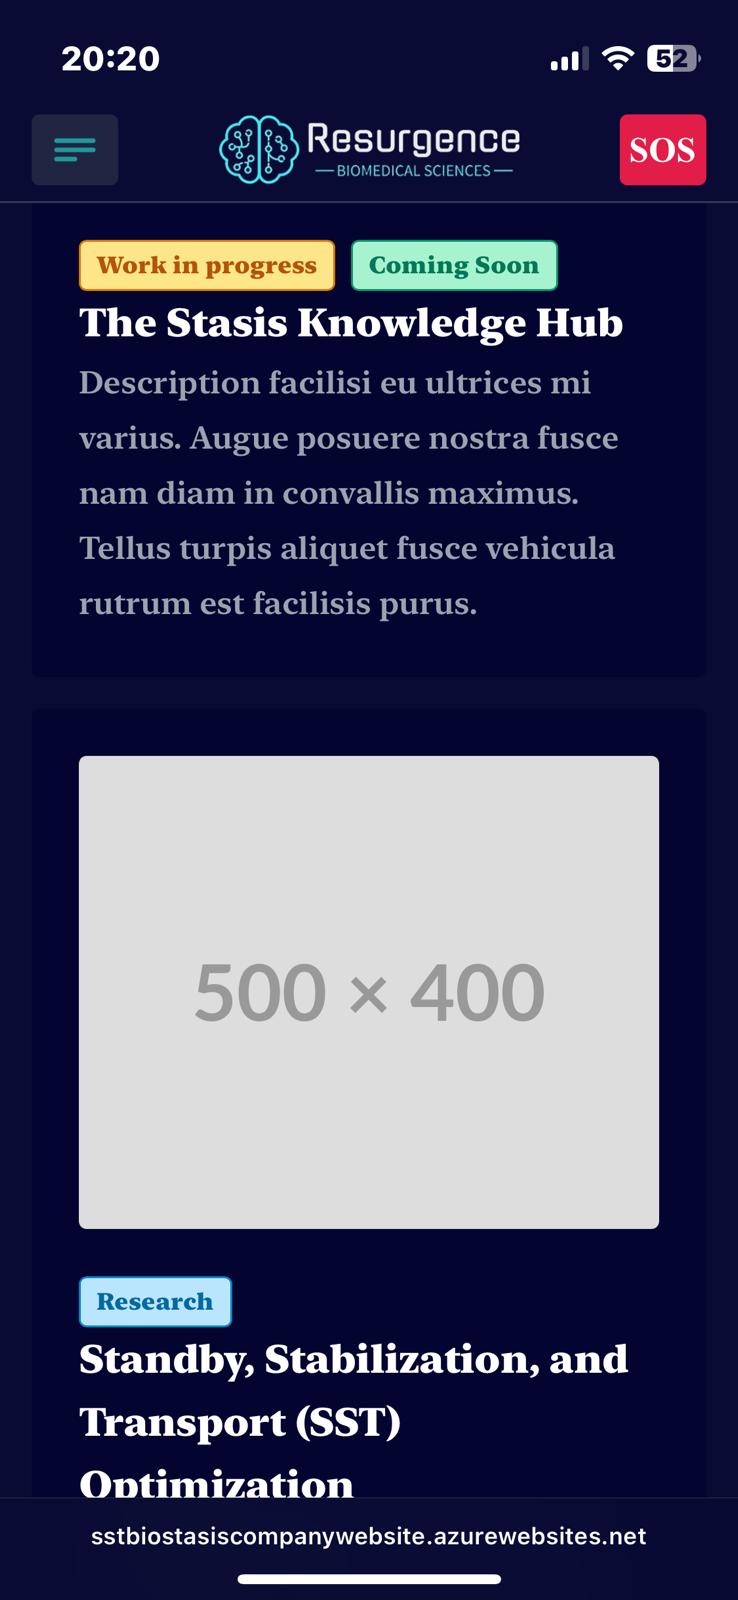 20:20
52
Resurgence
BIOMEDICAL SCIENCES
SOS
Work in progress
Coming Soon
The Stasis Knowledge Hub
Description facilisi eu ultrices mi
varius. Augue posuere nostra fusce
nam diam in convallis maximus.
Tellus turpis aliquet fusce vehicula
rutrum est facilisis purus.
500 × 400
Research
Standby, Stabilization, and
Transport (SST)
Optimization
sstbiostasiscompanywebsite.azurewebsites.net